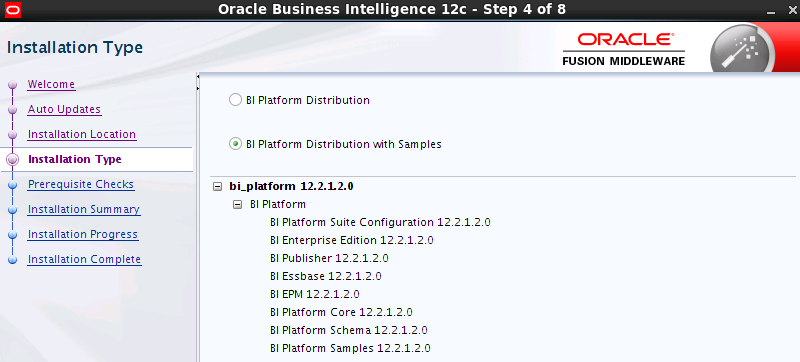 Oracle Business Intelligence 12c - Step 4 of 8
Installation Type
ORACLE
FUSION MIDDLEWARE
Welcome
Auto Updates
Installation Location
Installation Type
Prerequisite Checks
Installation Summary
Installation Progress
Installation Complete
BI Platform Distribution
BI Platform Distribution with Samples
bi_platform 12.2.1.2.0
BI Platform
BI Platform Suite Configuration 12.2.1.2.0
BI Enterprise Edition 12.2.1.2.0
BI Publisher 12.2.1.2.0
BI Essbase 12.2.1.2.0
BI EPM 12.2.1.2.0
BI Platform Core 12.2.1.2.0
BI Platform Schema 12.2.1.2.0
BI Platform Samples 12.2.1.2.0